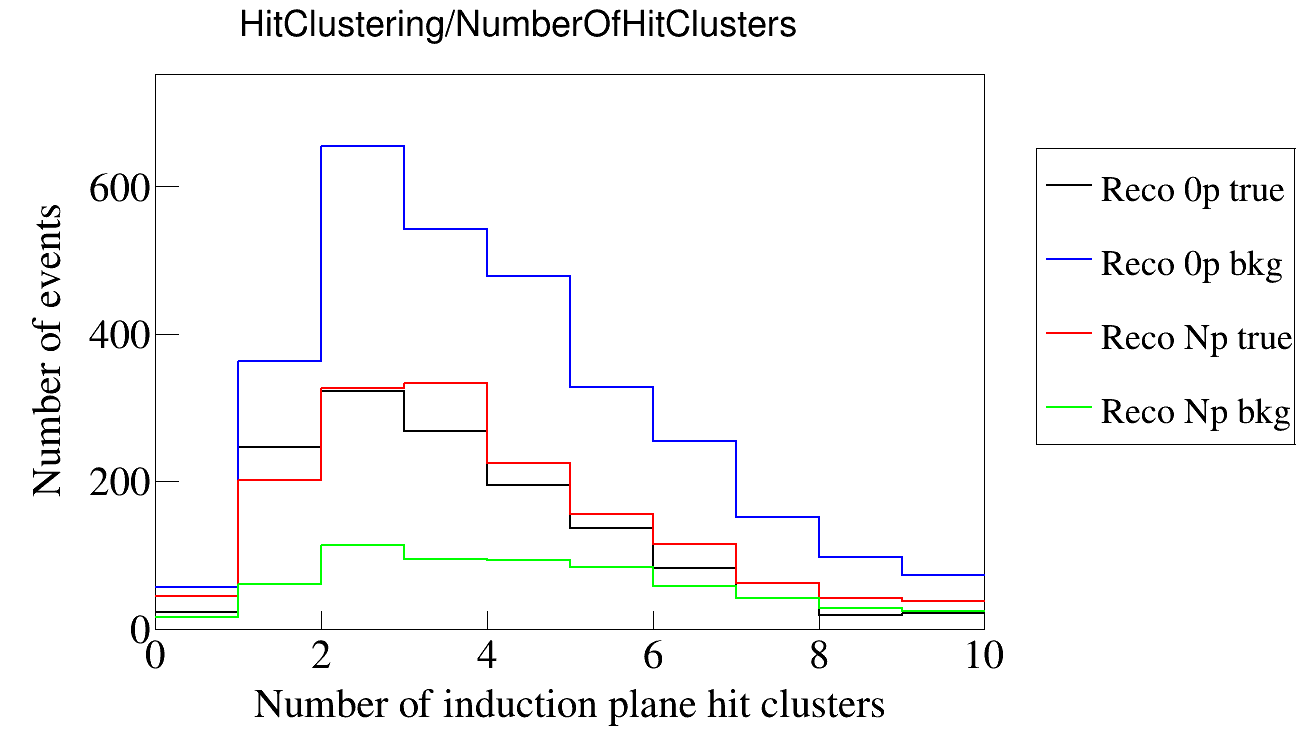 HitClustering/NumberOfHitClusters
Number of events
600
400
200
0
0 2 4 6 8 10
Number of induction plane hit clusters
Reco 0p true
Reco 0p bkg
Reco Np true
Reco Np bkg